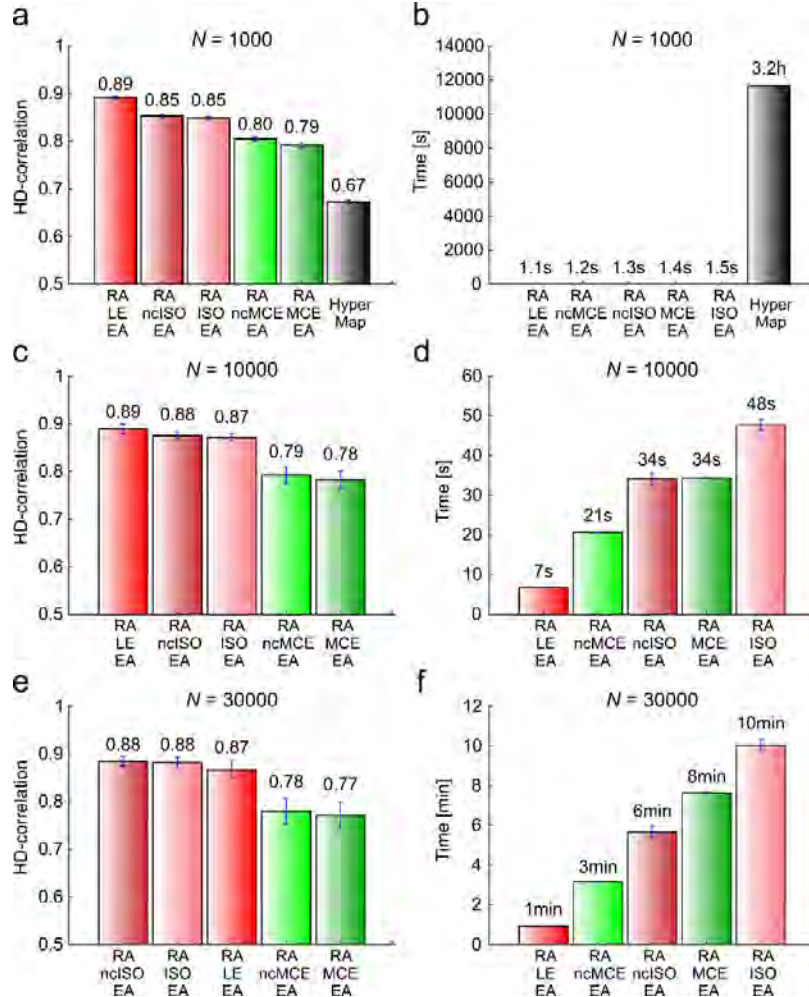 a
N = 1000
HD-correlation
1
0.9
0.8
0.7
0.6
0.5
0.89
0.85
0.85
0.80
0.79
0.67
RA LE EA
RA ncISO EA
RA ISO EA
RA ncMCE EA
RA MCE EA
Hyper Map
b
N = 1000
Time [s]
14000
12000
10000
8000
6000
4000
2000
0
1.1s
1.2s
1.3s
1.4s
1.5s
3.2h
RA LE EA
RA ncMCE EA
RA ncISO EA
RA MCE EA
RA ISO EA
Hyper Map
c
N = 10000
HD-correlation
1
0.9
0.8
0.7
0.6
0.5
0.89
0.88
0.87
0.79
0.78
RA LE EA
RA ncISO EA
RA ISO EA
RA ncMCE EA
RA MCE EA
d
N = 10000
Time [s]
60
50
40
30
20
10
0
7s
21s
34s
34s
48s
RA LE EA
RA ncMCE EA
RA ncISO EA
RA MCE EA
RA ISO EA
e
N = 30000
HD-correlation
1
0.9
0.8
0.7
0.6
0.5
0.88
0.88
0.87
0.78
0.77
RA ncISO EA
RA ISO EA
RA LE EA
RA ncMCE EA
RA MCE EA
f
N = 30000
Time [min]
12
10
8
6
4
2
0
1min
3min
6min
8min
10min
RA LE EA
RA ncMCE EA
RA ncISO EA
RA MCE EA
RA ISO EA